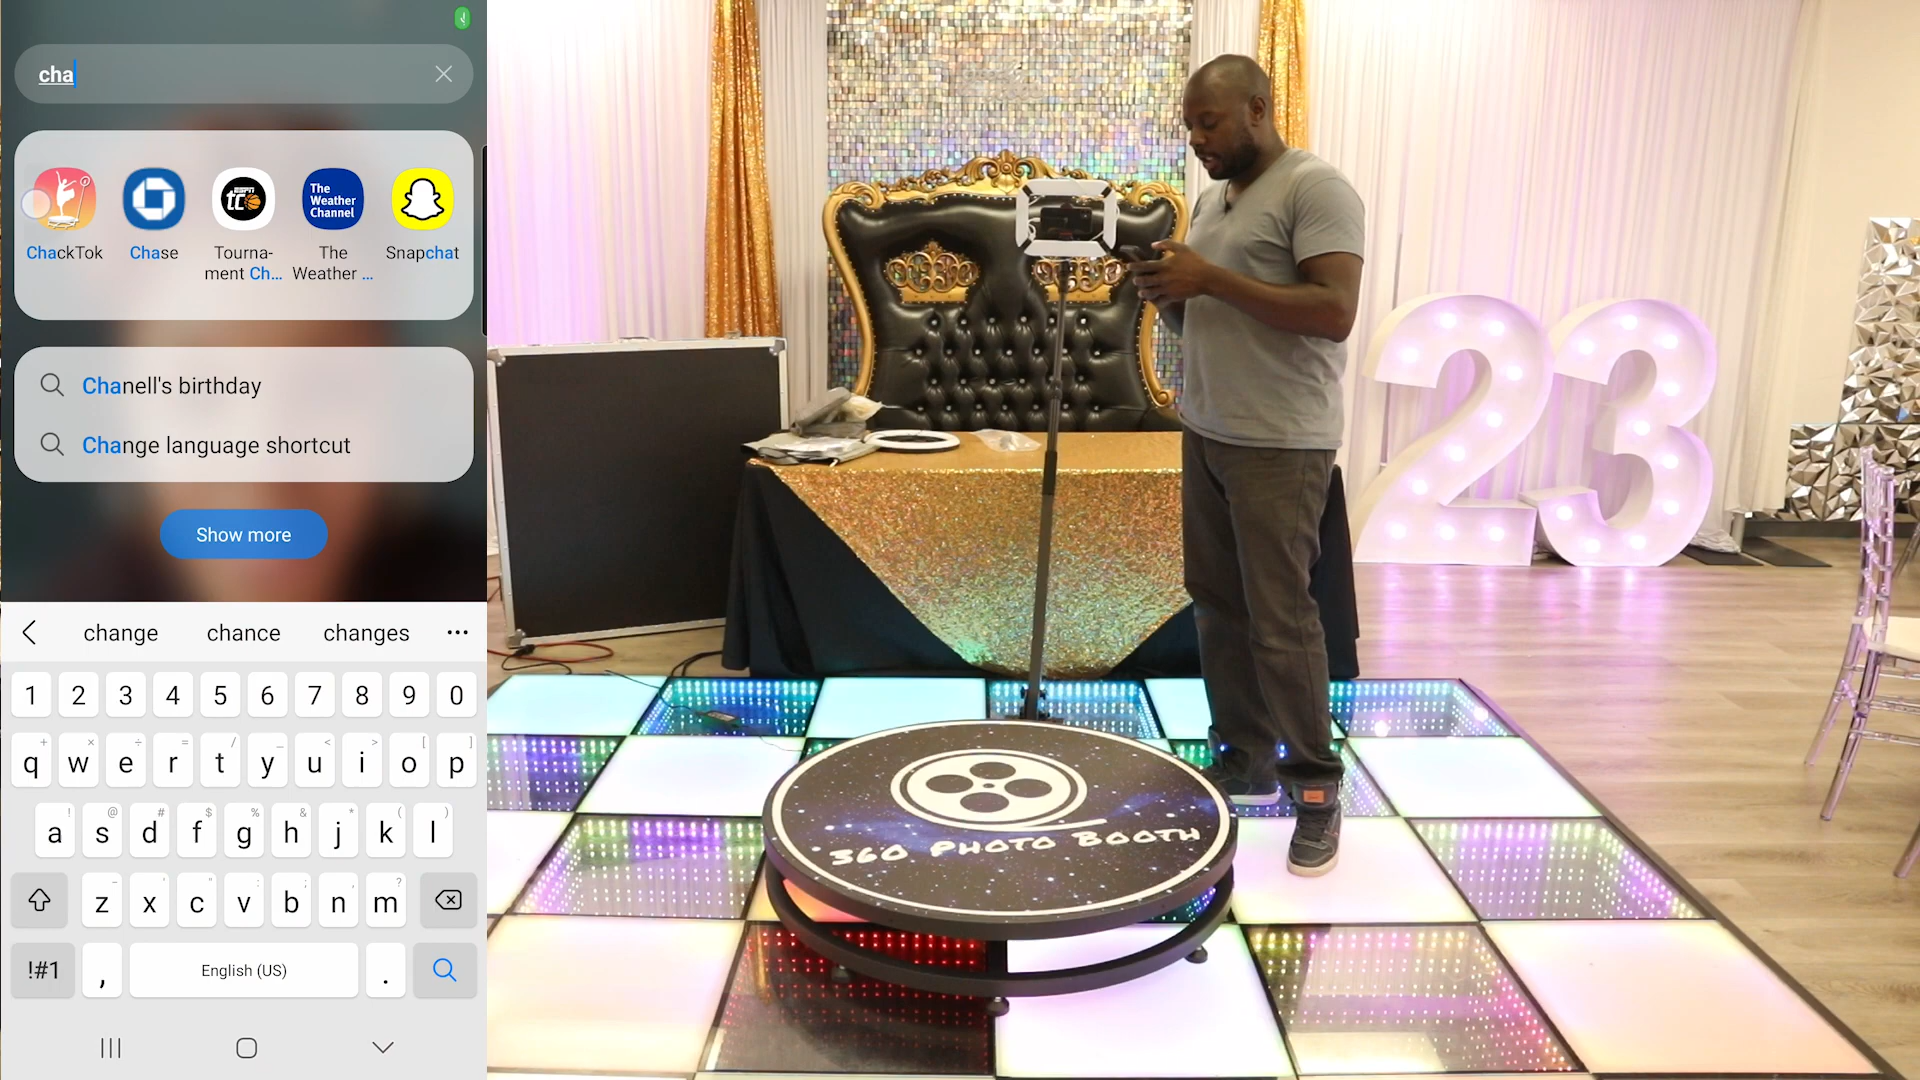 cha
The
Weather
Channel
ESPN
tc
ChackTok
Chase
Tourna-
ment Ch...
The
Weather ...
Snapchat
Chanell's birthday
Change language shortcut
Show more
change
chance
changes
1 2 3 4 5 6 7 8 9 0
+ × ÷ = / _ < > [ ]
q w e r t y u i o p
! @ # $ % & * ( )
a s d f g h j k l
- ' " : ; , ?
z x c v b n m
!#1 , English (US) .
23
360 PHOTO BOOTH